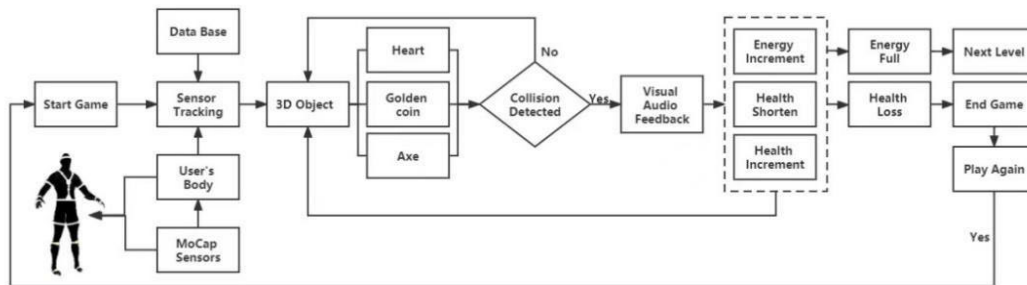 Data Base
Start Game
Sensor
Tracking
User's
Body
MoCap
Sensors
3D Object
Heart
Golden
coin
Axe
No
Collision
Detected
Yes
Visual
Audio
Feedback
Energy
Increment
Health
Shorten
Health
Increment
Energy
Full
Health
Loss
Next Level
End Game
Play Again
Yes